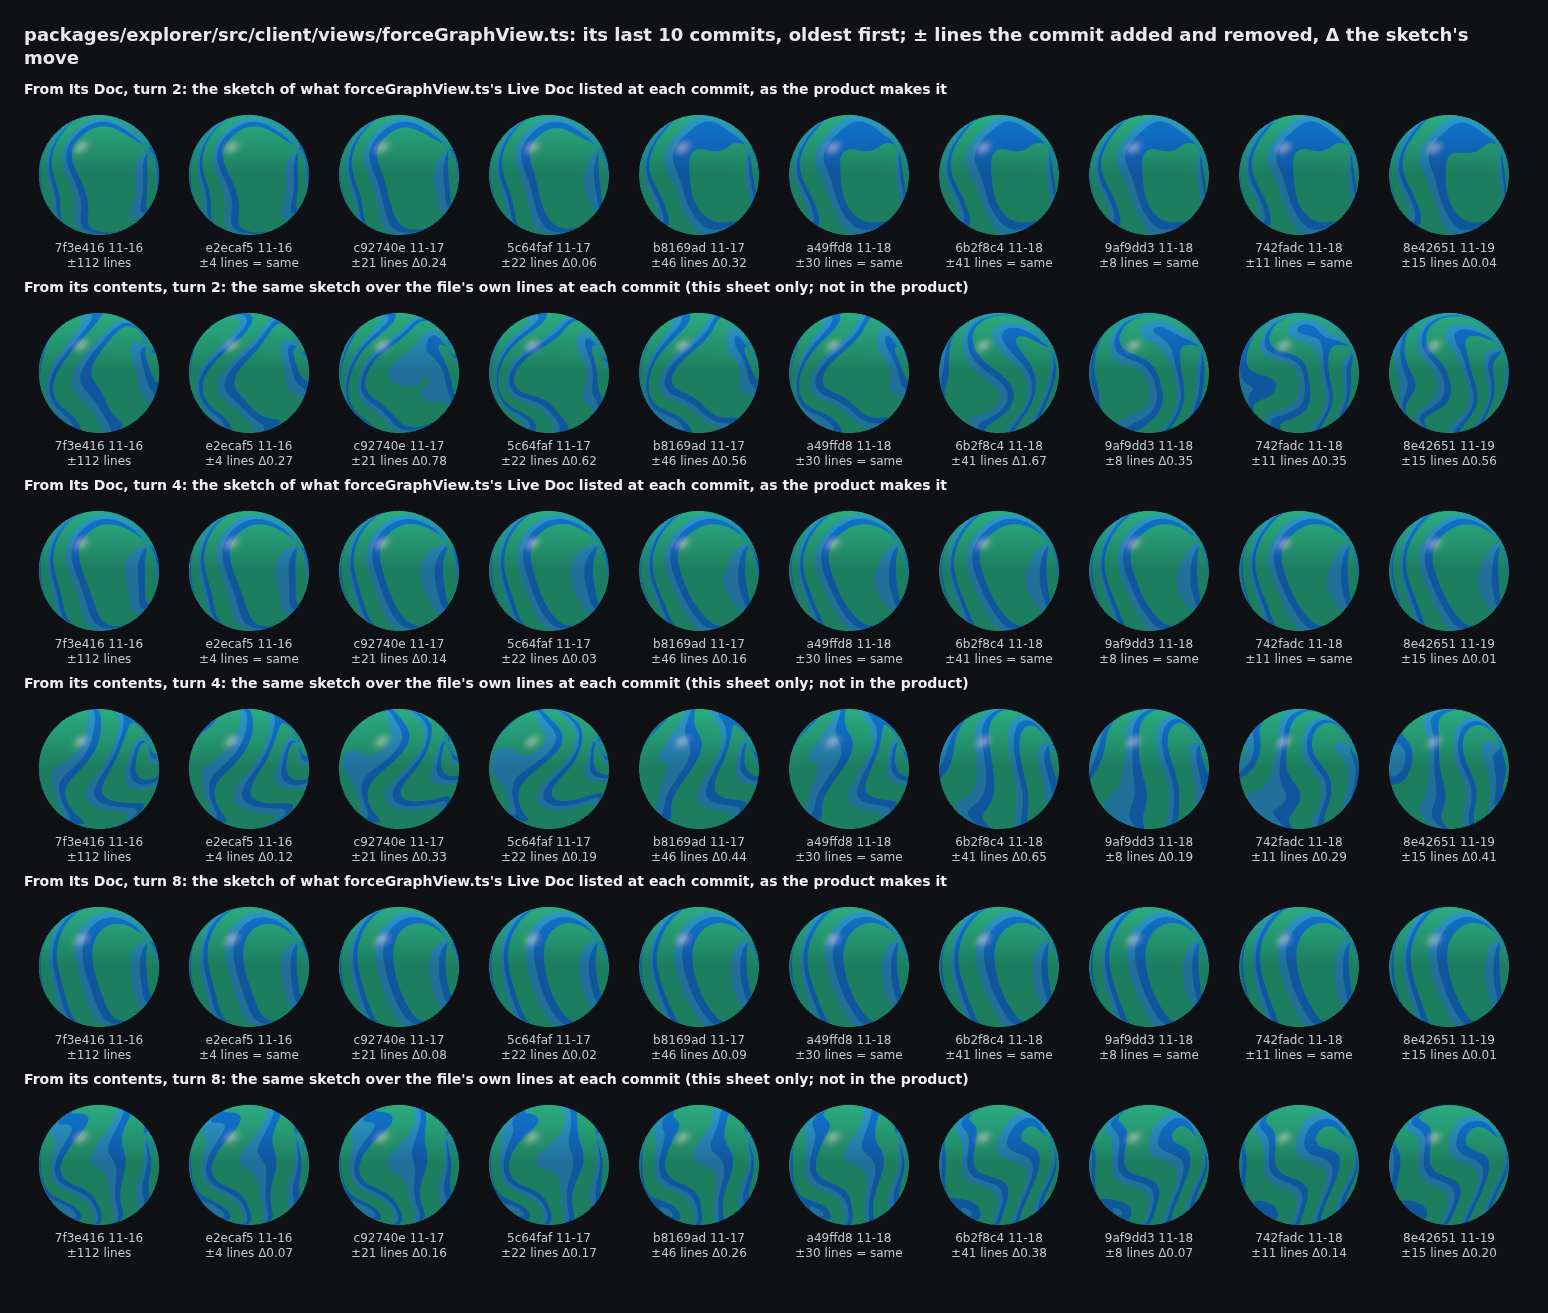 packages/explorer/src/client/views/forceGraphView.ts: its last 10 commits, oldest first; ± lines the commit added and removed, Δ the sketch's
move
From Its Doc, turn 2: the sketch of what forceGraphView.ts's Live Doc listed at each commit, as the product makes it
7f3e416 11-16 e2ecaf5 11-16 c92740e 11-17 5c64faf 11-17 b8169ad 11-17 a49ffd8 11-18 6b2f8c4 11-18 9af9dd3 11-18 742fadc 11-18 8e42651 11-19
±112 lines ±4 lines = same ±21 lines Δ0.24 ±22 lines Δ0.06 ±46 lines Δ0.32 ±30 lines = same ±41 lines = same ±8 lines = same ±11 lines = same ±15 lines Δ0.04
From its contents, turn 2: the same sketch over the file's own lines at each commit (this sheet only; not in the product)
7f3e416 11-16 e2ecaf5 11-16 c92740e 11-17 5c64faf 11-17 b8169ad 11-17 a49ffd8 11-18 6b2f8c4 11-18 9af9dd3 11-18 742fadc 11-18 8e42651 11-19
±112 lines ±4 lines Δ0.27 ±21 lines Δ0.78 ±22 lines Δ0.62 ±46 lines Δ0.56 ±30 lines = same ±41 lines Δ1.67 ±8 lines Δ0.35 ±11 lines Δ0.35 ±15 lines Δ0.56
From Its Doc, turn 4: the sketch of what forceGraphView.ts's Live Doc listed at each commit, as the product makes it
7f3e416 11-16 e2ecaf5 11-16 c92740e 11-17 5c64faf 11-17 b8169ad 11-17 a49ffd8 11-18 6b2f8c4 11-18 9af9dd3 11-18 742fadc 11-18 8e42651 11-19
±112 lines ±4 lines = same ±21 lines Δ0.14 ±22 lines Δ0.03 ±46 lines Δ0.16 ±30 lines = same ±41 lines = same ±8 lines = same ±11 lines = same ±15 lines Δ0.01
From its contents, turn 4: the same sketch over the file's own lines at each commit (this sheet only; not in the product)
7f3e416 11-16 e2ecaf5 11-16 c92740e 11-17 5c64faf 11-17 b8169ad 11-17 a49ffd8 11-18 6b2f8c4 11-18 9af9dd3 11-18 742fadc 11-18 8e42651 11-19
±112 lines ±4 lines Δ0.12 ±21 lines Δ0.33 ±22 lines Δ0.19 ±46 lines Δ0.44 ±30 lines = same ±41 lines Δ0.65 ±8 lines Δ0.19 ±11 lines Δ0.29 ±15 lines Δ0.41
From Its Doc, turn 8: the sketch of what forceGraphView.ts's Live Doc listed at each commit, as the product makes it
7f3e416 11-16 e2ecaf5 11-16 c92740e 11-17 5c64faf 11-17 b8169ad 11-17 a49ffd8 11-18 6b2f8c4 11-18 9af9dd3 11-18 742fadc 11-18 8e42651 11-19
±112 lines ±4 lines = same ±21 lines Δ0.08 ±22 lines Δ0.02 ±46 lines Δ0.09 ±30 lines = same ±41 lines = same ±8 lines = same ±11 lines = same ±15 lines Δ0.01
From its contents, turn 8: the same sketch over the file's own lines at each commit (this sheet only; not in the product)
7f3e416 11-16 e2ecaf5 11-16 c92740e 11-17 5c64faf 11-17 b8169ad 11-17 a49ffd8 11-18 6b2f8c4 11-18 9af9dd3 11-18 742fadc 11-18 8e42651 11-19
±112 lines ±4 lines Δ0.07 ±21 lines Δ0.16 ±22 lines Δ0.17 ±46 lines Δ0.26 ±30 lines = same ±41 lines Δ0.38 ±8 lines Δ0.07 ±11 lines Δ0.14 ±15 lines Δ0.20